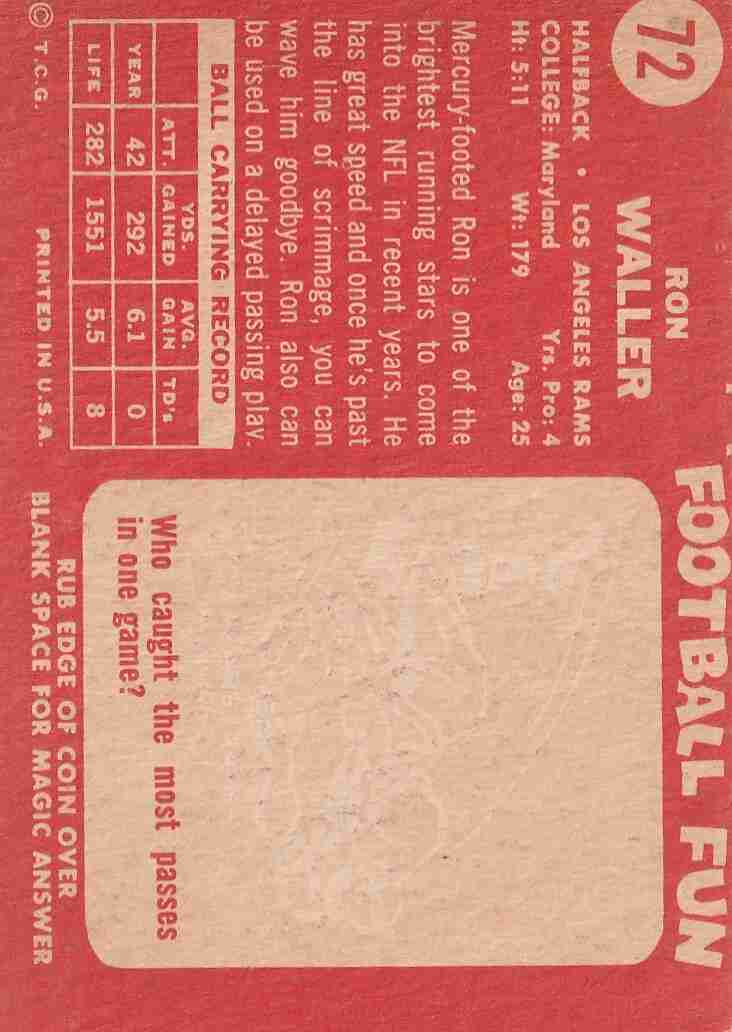 72
RON
WALLER
HALFBACK • LOS ANGELES RAMS
COLLEGE: Maryland Yrs. Pro; 4
Ht: 5:11 Wt: 179 Age: 25
Mercury-footed Ron is one of the
brightest running stars to come
into the NFL in recent years. He
has great speed and once he's past
the line of scrimmage, you can
wave him goodbye. Ron also can
be used on a delayed passing play.
BALL CARRYING RECORD
ATT. YDS. GAINED AVG. GAIN TD's
YEAR 42 292 6.1 0
LIFE 282 1551 5.5 8
© T.C.G. PRINTED IN U.S.A.
FOOTBALL FUN
Who caught the most passes
in one game?
RUB EDGE OF COIN OVER
BLANK SPACE FOR MAGIC ANSWER